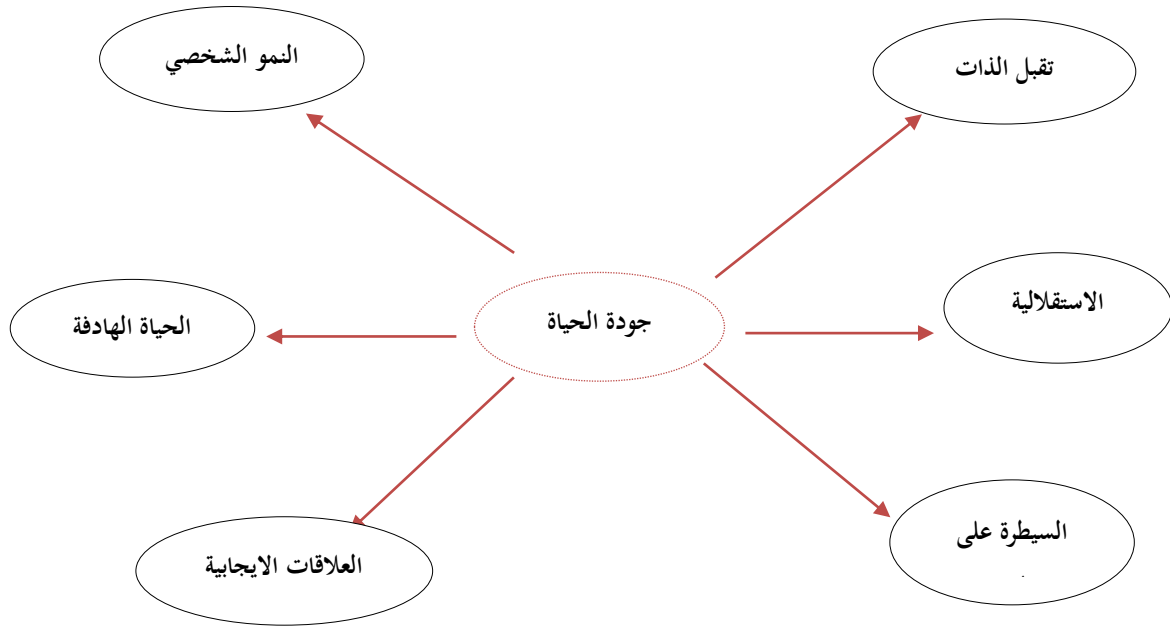 تقبل الذات
النمو الشخصي
الاستقلالية
جودة الحياة
الحياة الهادفة
السيطرة على
العلاقات الايجابية